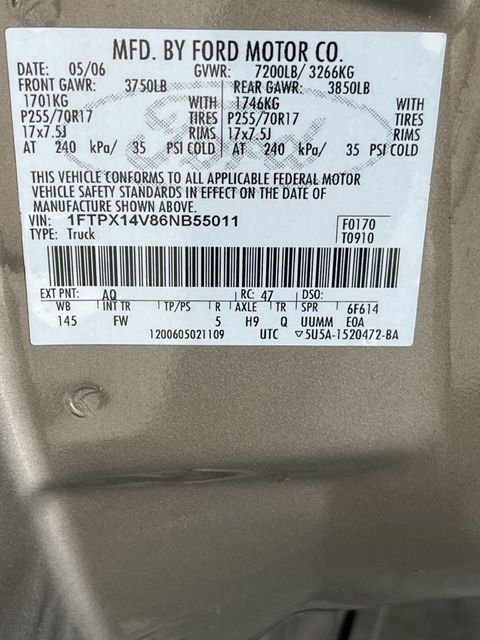 MFD. BY FORD MOTOR CO.
DATE: 05/06 GVWR: 7200LB/ 3266KG
FRONT GAWR: 3750LB REAR GAWR: 3850LB
1701KG WITH 1746KG WITH
P255/70R17 TIRES P255/70R17 TIRES
17x7.5J RIMS 17x7.5J RIMS
AT 240 kPa/ 35 PSI COLD AT 240 kPa/ 35 PSI COLD
Ford
THIS VEHICLE CONFORMS TO ALL APPLICABLE FEDERAL MOTOR
VEHICLE SAFETY STANDARDS IN EFFECT ON THE DATE OF
MANUFACTURE SHOWN ABOVE.
VIN: 1FTPX14V86NB55011 F0170
TYPE: Truck T0910
EXT PNT: AQ RC: 47 DSO:
WB INT TR TP/PS R AXLE TR SPR 6F614
145 FW 5 H9 Q UUMM EOA
1200605021109 UTC ▽5U5A-1520472-BA